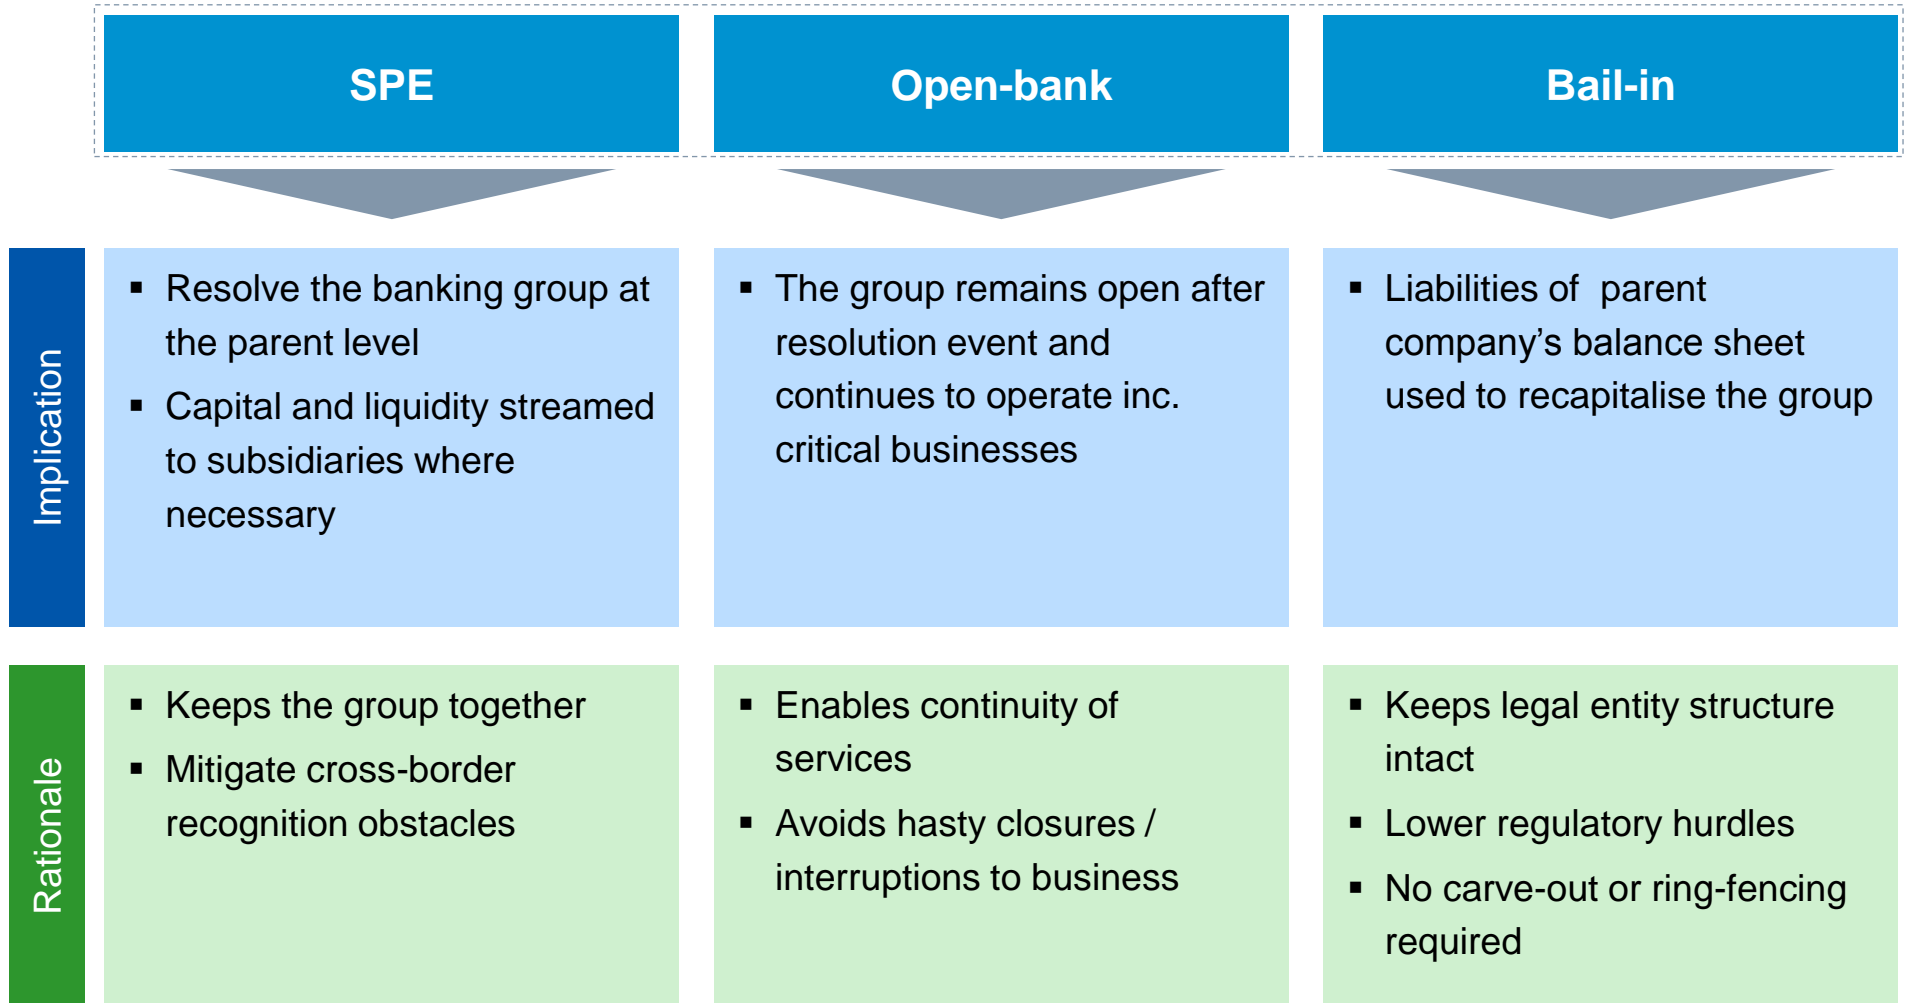 SPE
Open-bank
Bail-in
Implication
▪ Resolve the banking group at
the parent level
▪ Capital and liquidity streamed
to subsidiaries where
necessary
▪ The group remains open after
resolution event and
continues to operate inc.
critical businesses
▪ Liabilities of  parent
company’s balance sheet
used to recapitalise the group
Rationale
▪ Keeps the group together
▪ Mitigate cross-border
recognition obstacles
▪ Enables continuity of
services
▪ Avoids hasty closures /
interruptions to business
▪ Keeps legal entity structure
intact
▪ Lower regulatory hurdles
▪ No carve-out or ring-fencing
required